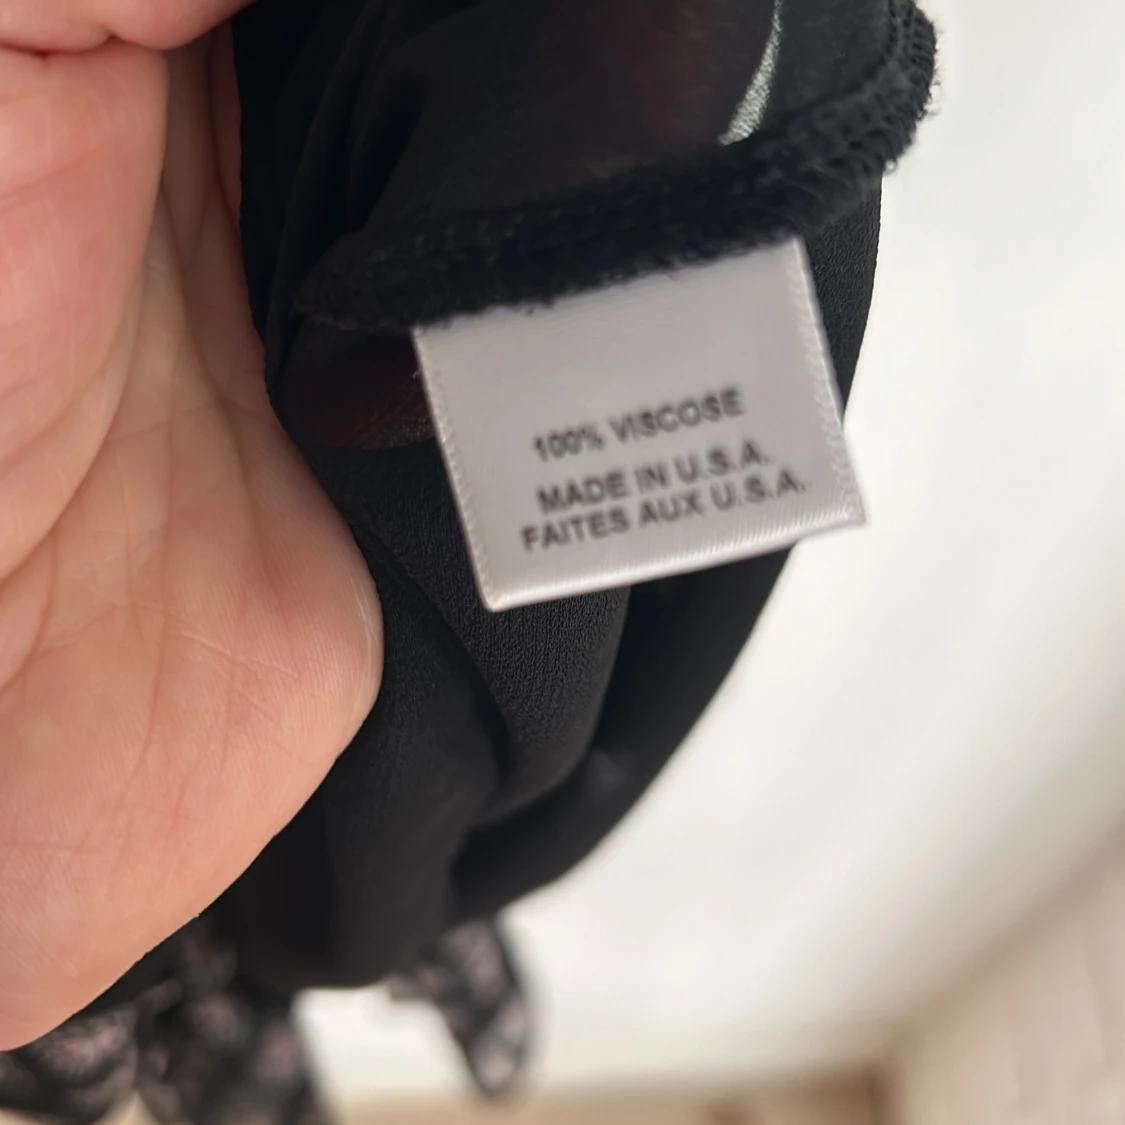 100% VISCOSE
MADE IN U.S.A.
FAITES AUX U.S.A.